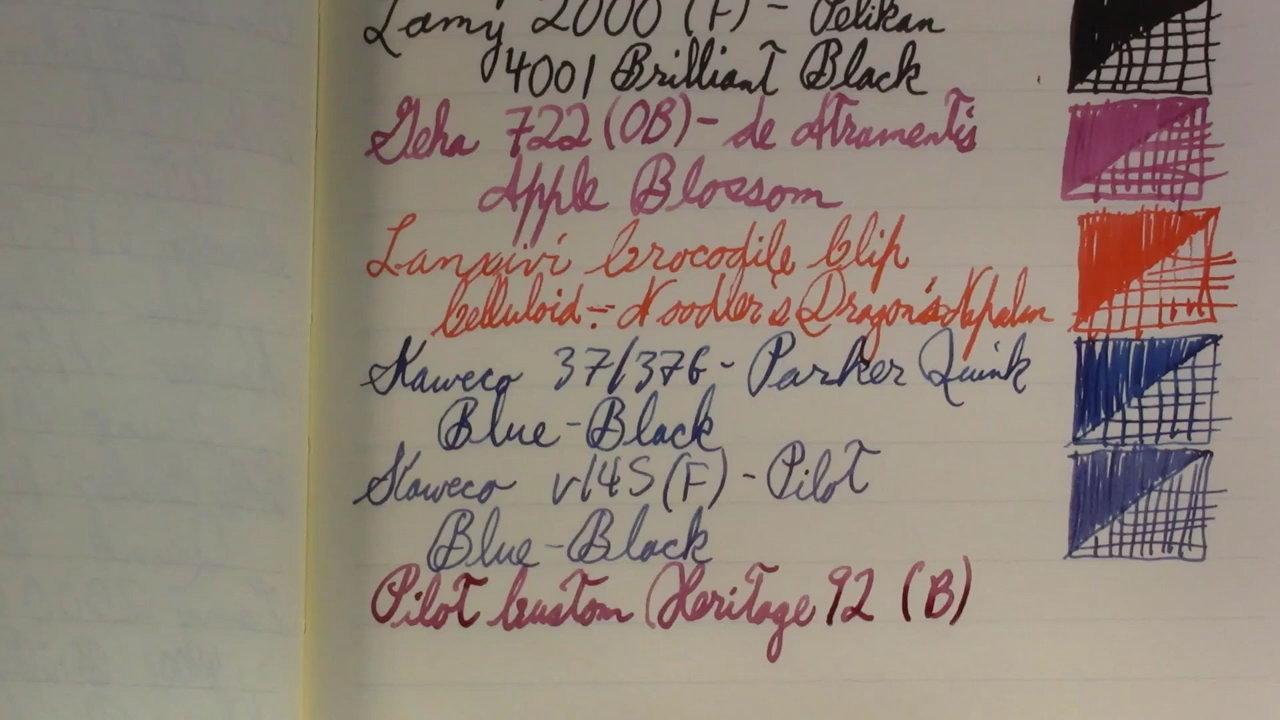 Lamy 2000 (F) - Pelikan
4001 Brilliant Black
Geha 722 (OB) - de Atramentis
Apple Blossom
Lanxivi Crocodile Clip
Celluloid - Noodler's Dragon's Napalm
Kaweco 37/376 - Parker Quink
Blue-Black
Kaweco V14S (F) - Pilot
Blue-Black
Pilot Custom Heritage 92 (B)